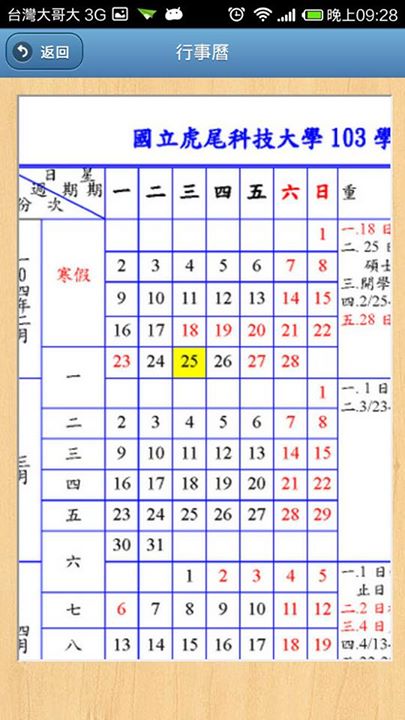 台灣大哥大 3G 晚上09:28
返回
行事曆
國立虎尾科技大學 103 學
日 星
週 期 期
份 次
一 二 三 四 五 六 日 重
1
2 3 4 5 6 7 8
9 10 11 12 13 14 15
16 17 18 19 20 21 22
23 24 25 26 27 28
一〇四年二月
寒假
一
一.18 日
二. 25 日
碩士
三.開學
四.2/25-
五.28 日
1
二 2 3 4 5 6 7 8
三 9 10 11 12 13 14 15
四 16 17 18 19 20 21 22
五 23 24 25 26 27 28 29
六 30 31
三月
一. 1 日
二.3/23-
1 2 3 4 5
七 6 7 8 9 10 11 12
八 13 14 15 16 17 18 19
四月
一.1 日
止日
二.2 日
三.4 日
四.4/13-